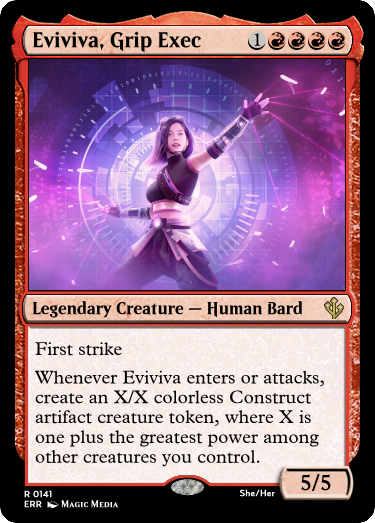 Eviviva, Grip Exec 1
Legendary Creature — Human Bard
First strike
Whenever Eviviva enters or attacks,
create an X/X colorless Construct
artifact creature token, where X is
one plus the greatest power among
other creatures you control.
5/5
R 0141
She/Her
ERR Magic Media